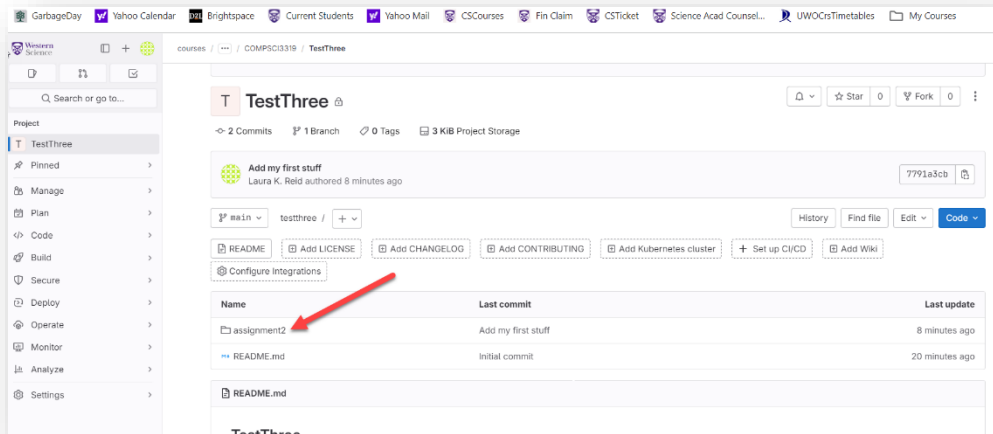 GarbageDay Yahoo Calendar D2L Brightspace Current Students Yahoo Mail CSCourses Fin Claim CSTicket Science Acad Counsel... UWOCrsTimetables My Courses
Western
Science
courses / ... / COMPSCI3319 / TestThree
Search or go to...
T TestThree
Star 0 Fork 0
Project
2 Commits 1 Branch 0 Tags 3 KiB Project Storage
T TestThree
Pinned
Manage
Plan
Code
Build
Secure
Deploy
Operate
Monitor
Analyze
Settings
Add my first stuff
Laura K. Reid authored 8 minutes ago
7791a3cb
main testthree / +
History Find file Edit Code
README Add LICENSE Add CHANGELOG Add CONTRIBUTING Add Kubernetes cluster + Set up CI/CD Add Wiki
Configure Integrations
Name Last commit Last update
assignment2 Add my first stuff 8 minutes ago
README.md Initial commit 20 minutes ago
README.md
TestThree